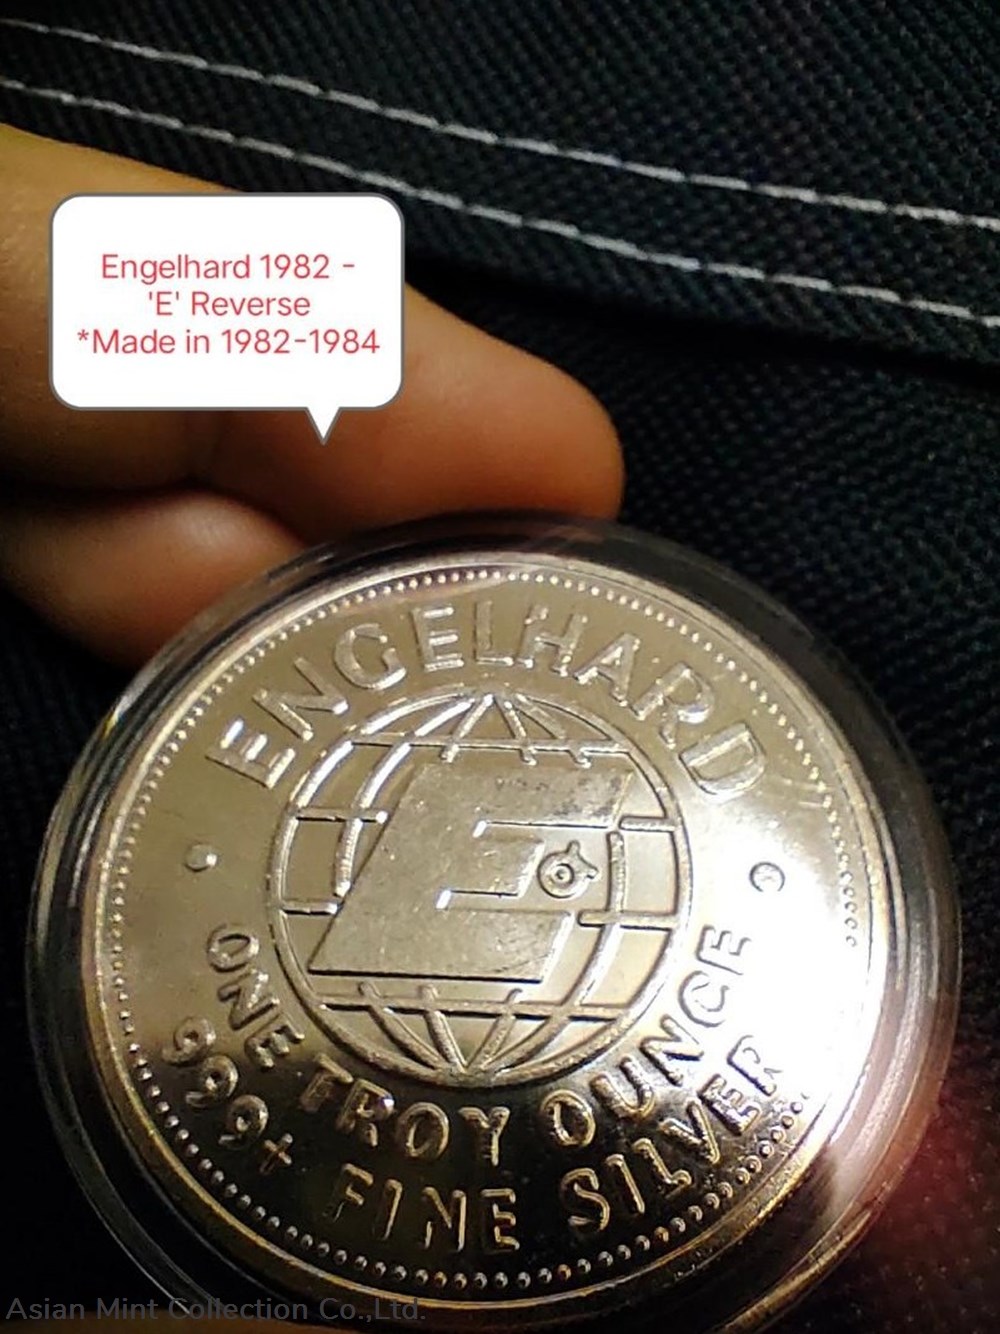 Engelhard 1982 -
'E' Reverse
*Made in 1982-1984
ENGELHARD
E
ONE TROY OUNCE
999+ FINE SILVER
Asian Mint Collection Co.,Ltd.